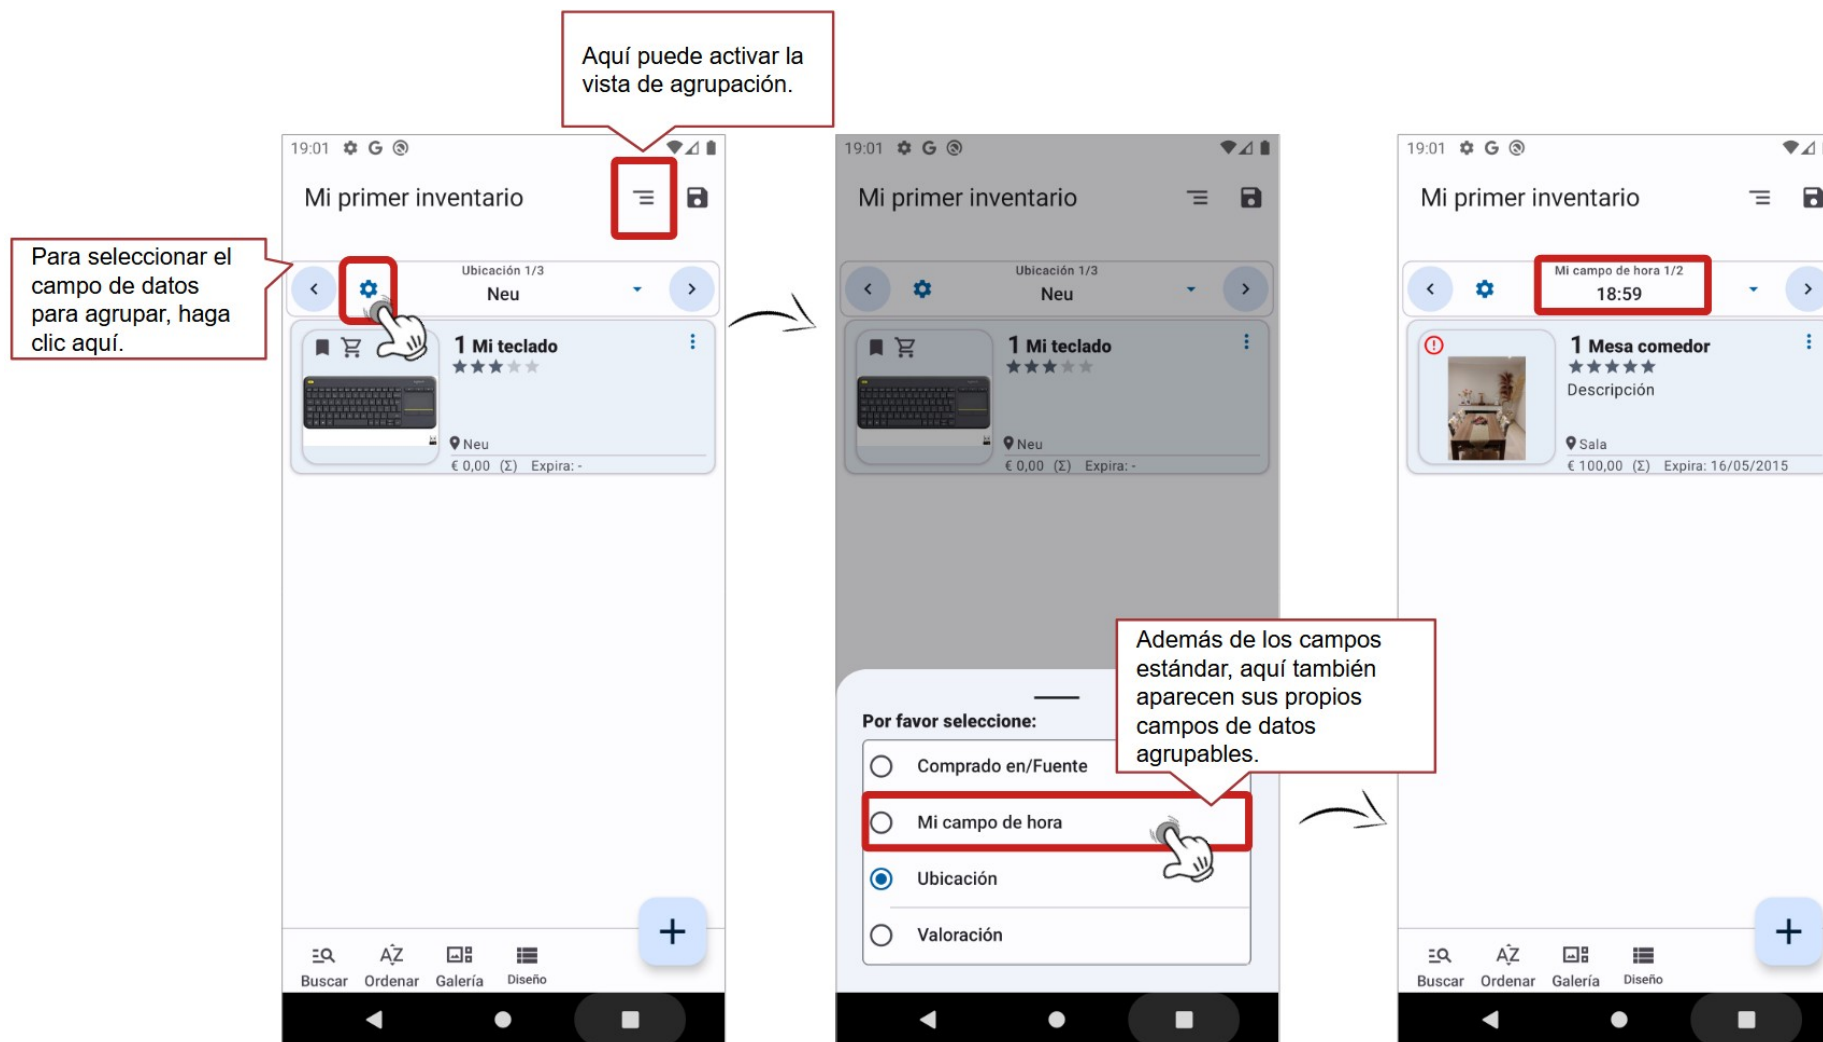 Aquí puede activar la
vista de agrupación.
Para seleccionar el
campo de datos
para agrupar, haga
clic aquí.
19:01
Mi primer inventario
Ubicación 1/3
Neu
1 Mi teclado
Neu
€ 0,00 (Σ) Expira: -
Buscar
Ordenar
Galería
Diseño
19:01
Mi primer inventario
Ubicación 1/3
Neu
1 Mi teclado
Neu
€ 0,00 (Σ) Expira: -
Además de los campos
estándar, aquí también
aparecen sus propios
campos de datos
agrupables.
Por favor seleccione:
Comprado en/Fuente
Mi campo de hora
Ubicación
Valoración
19:01
Mi primer inventario
Mi campo de hora 1/2
18:59
1 Mesa comedor
Descripción
Sala
€ 100,00 (Σ) Expira: 16/05/2015
Buscar
Ordenar
Galería
Diseño